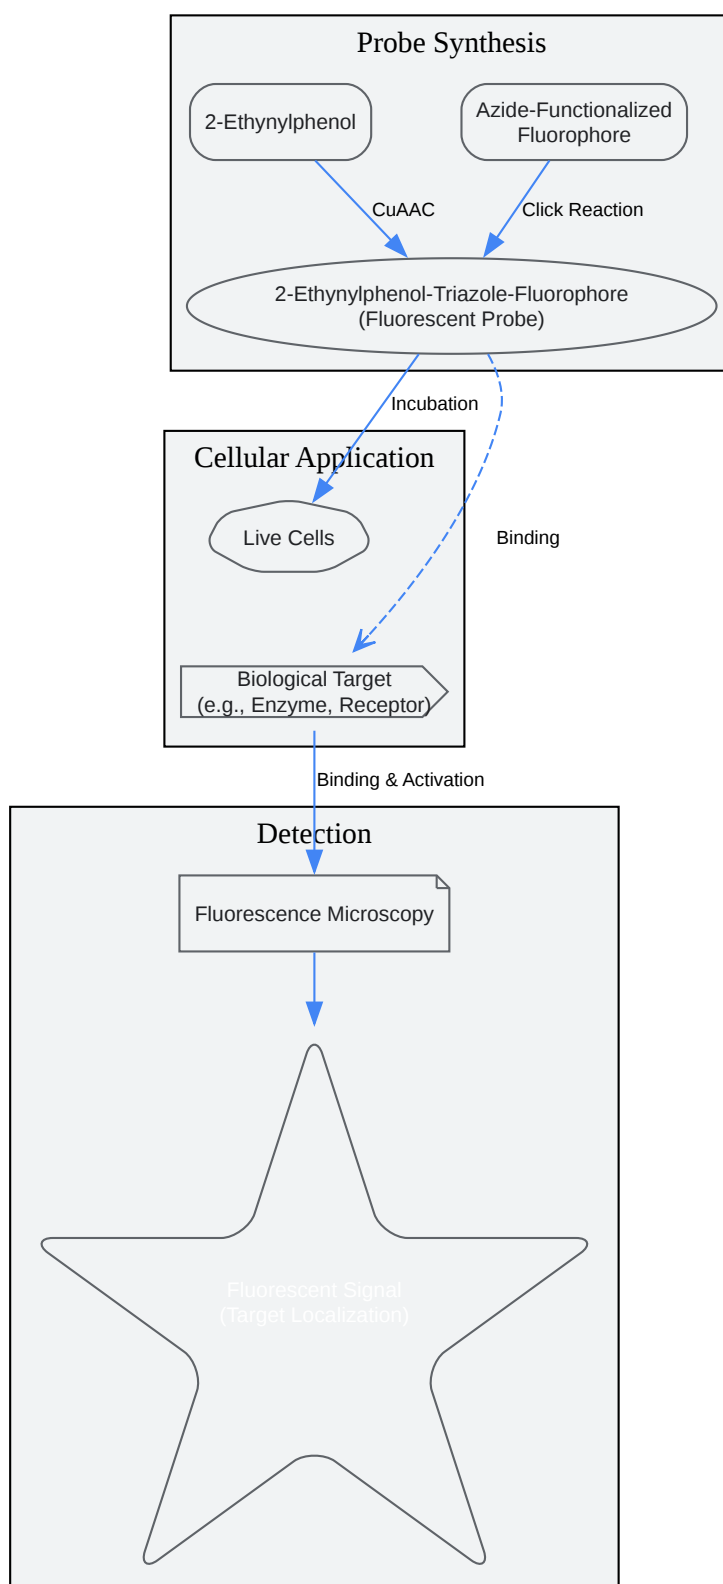 Probe Synthesis
2-Ethynylphenol
Azide-Functionalized
Fluorophore
CuAAC
Click Reaction
2-Ethynylphenol-Triazole-Fluorophore
(Fluorescent Probe)
Incubation
Cellular Application
Live Cells
Binding
Biological Target
(e.g., Enzyme, Receptor)
Binding & Activation
Detection
Fluorescence Microscopy
Fluorescent Signal
(Target Localization)